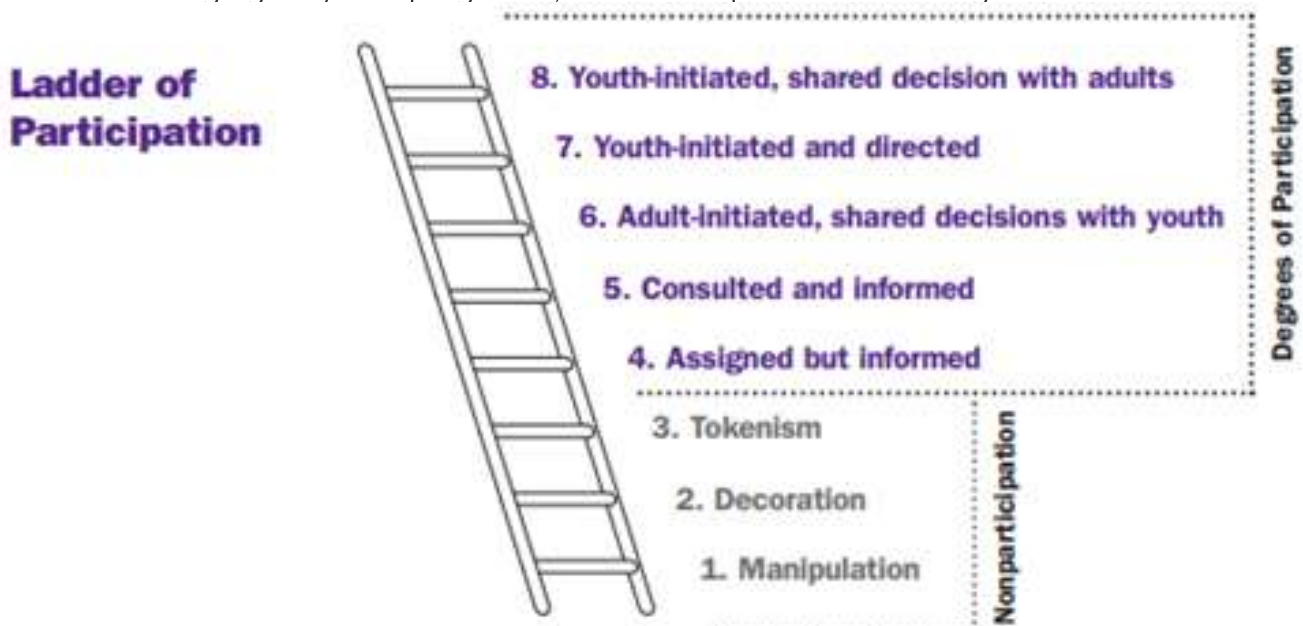 Ladder of
Participation
8. Youth-initiated, shared decision with adults
7. Youth-initiated and directed
6. Adult-initiated, shared decisions with youth
5. Consulted and informed
4. Assigned but informed
3. Tokenism
2. Decoration
1. Manipulation
Degrees of Participation
Nonparticipation